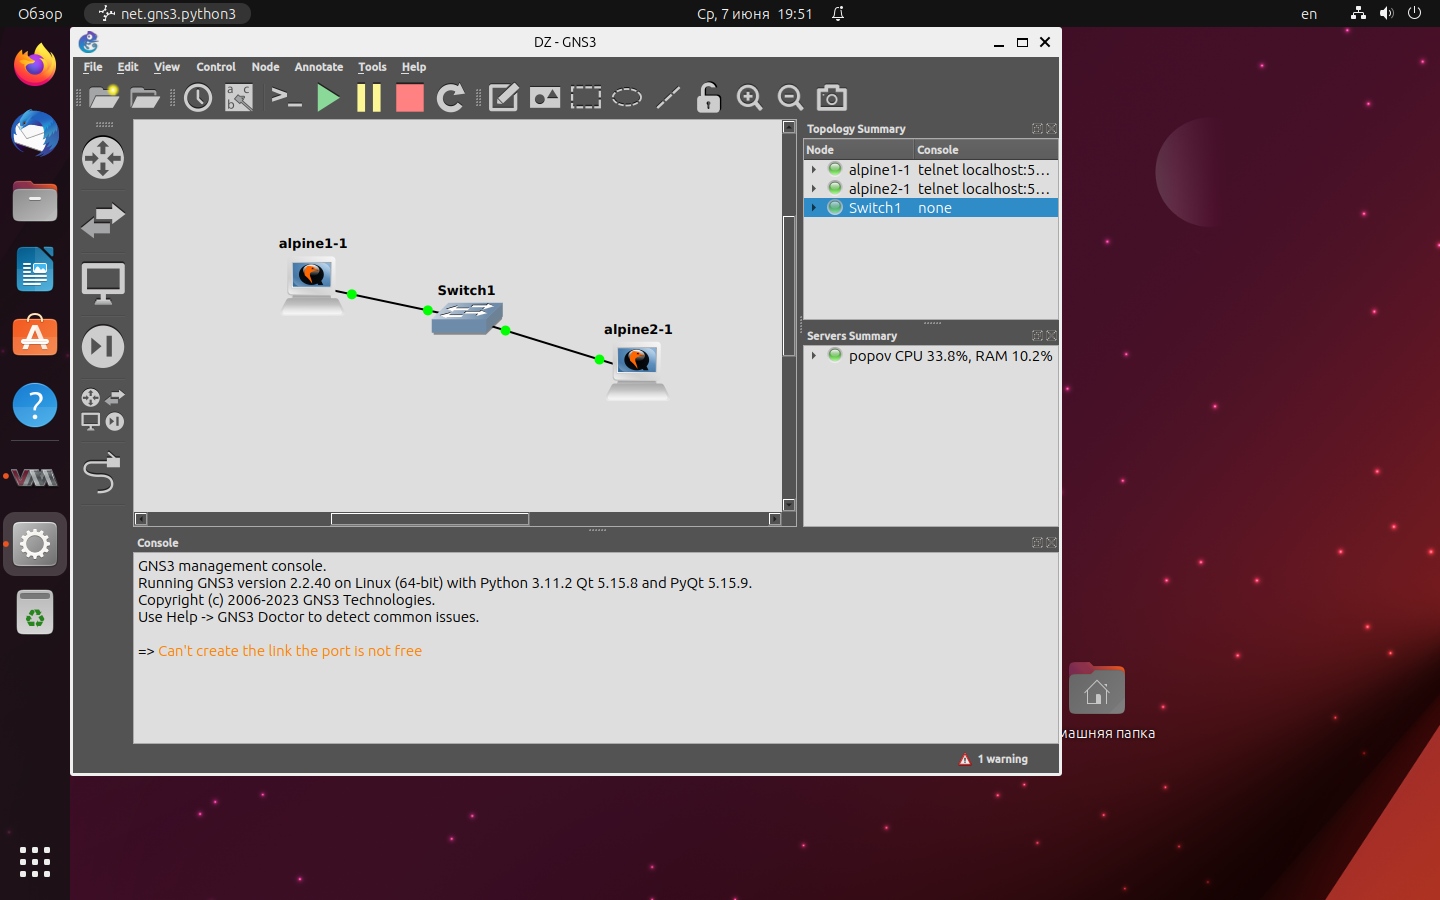 Обзор
net.gns3.python3
Ср, 7 июня 19:51
en
DZ - GNS3
File Edit View Control Node Annotate Tools Help
a c
b
Topology Summary
Node Console
alpine1-1 telnet localhost:5...
alpine2-1 telnet localhost:5...
Switch1 none
alpine1-1
Switch1
alpine2-1
Servers Summary
popov CPU 33.8%, RAM 10.2%
Console
GNS3 management console.
Running GNS3 version 2.2.40 on Linux (64-bit) with Python 3.11.2 Qt 5.15.8 and PyQt 5.15.9.
Copyright (c) 2006-2023 GNS3 Technologies.
Use Help -> GNS3 Doctor to detect common issues.
=> Can't create the link the port is not free
1 warning
машняя папка